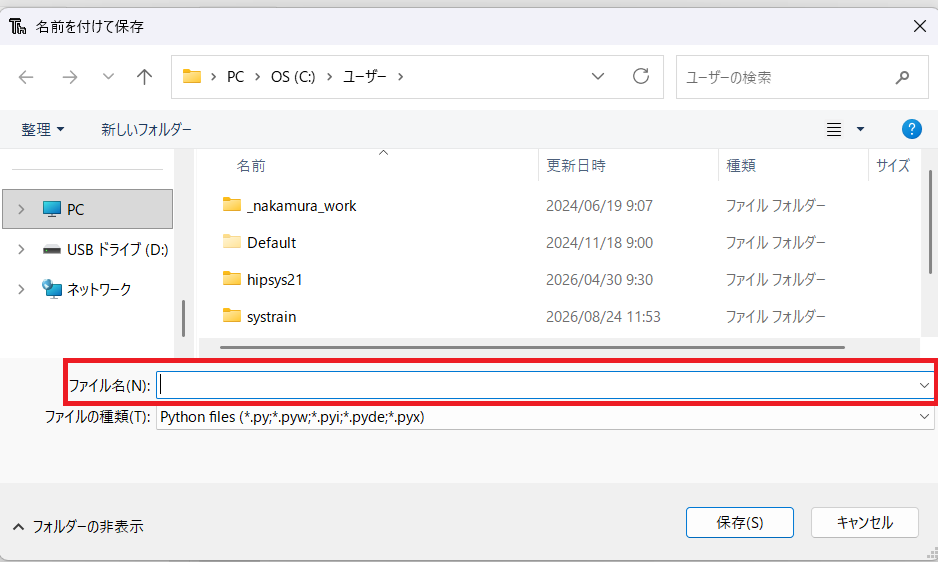 名前を付けて保存
PC › OS (C:) › ユーザー ›
ユーザーの検索
整理 新しいフォルダー
名前 更新日時 種類 サイズ
PC
USB ドライブ (D:)
ネットワーク
_nakamura_work 2024/06/19 9:07 ファイル フォルダー
Default 2024/11/18 9:00 ファイル フォルダー
hipsys21 2026/04/30 9:30 ファイル フォルダー
systrain 2026/08/24 11:53 ファイル フォルダー
ファイル名(N):
ファイルの種類(T): Python files (*.py;*.pyw;*.pyi;*.pyde;*.pyx)
フォルダーの非表示
保存(S) キャンセル